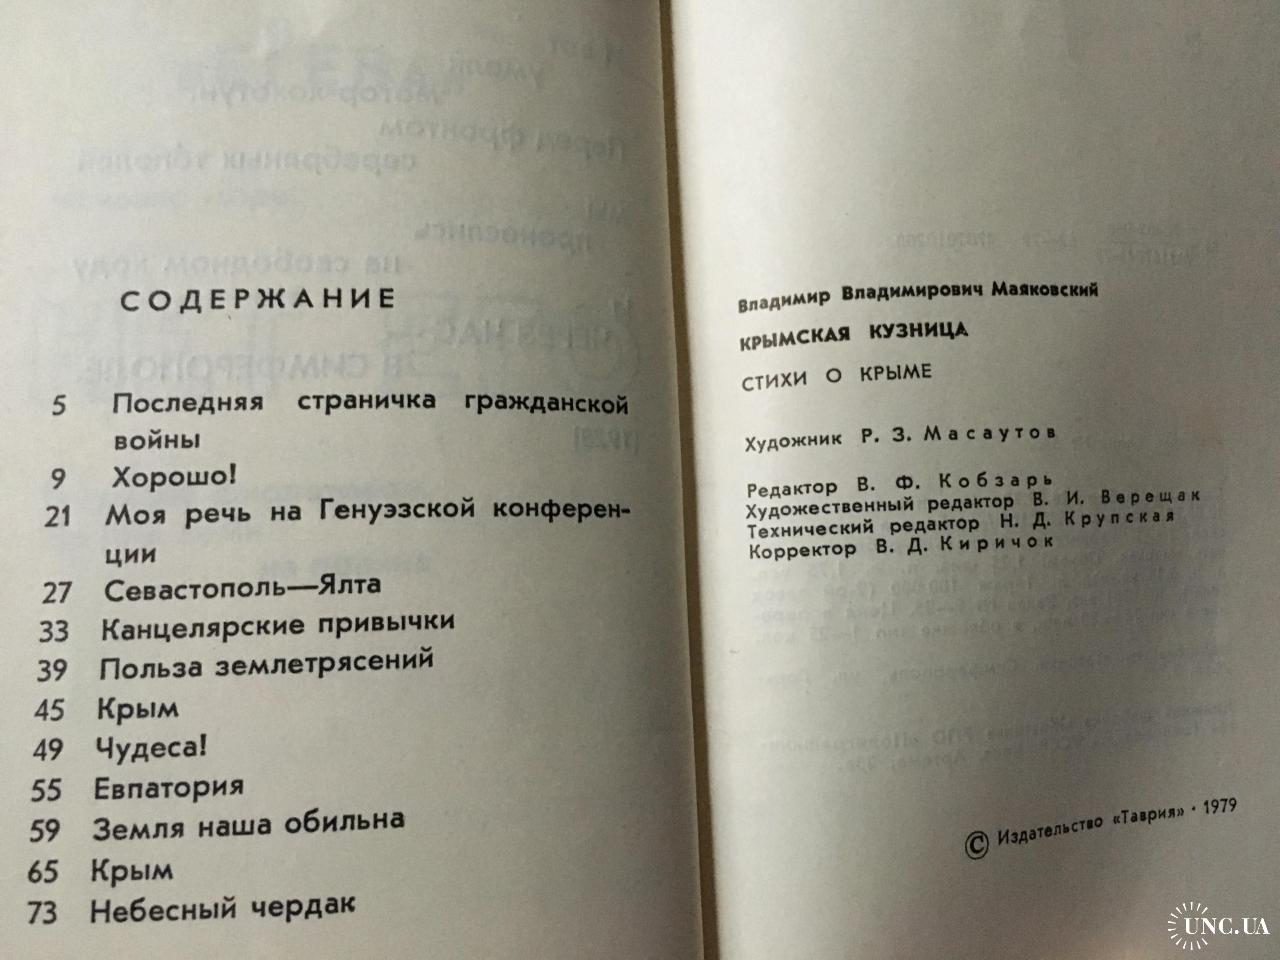 СОДЕРЖАНИЕ
5 Последняя страничка гражданской
войны
9 Хорошо!
21 Моя речь на Генуэзской конферен-
ции
27 Севастополь—Ялта
33 Канцелярские привычки
39 Польза землетрясений
45 Крым
49 Чудеса!
55 Евпатория
59 Земля наша обильна
65 Крым
73 Небесный чердак
Владимир Владимирович Маяковский
КРЫМСКАЯ КУЗНИЦА
СТИХИ О КРЫМЕ
Художник Р. З. Масаутов
Редактор В. Ф. Кобзарь
Художественный редактор В. И. Верещак
Технический редактор Н. Д. Крупская
Корректор В. Д. Киричок
© Издательство «Таврия» · 1979
UNC.UA